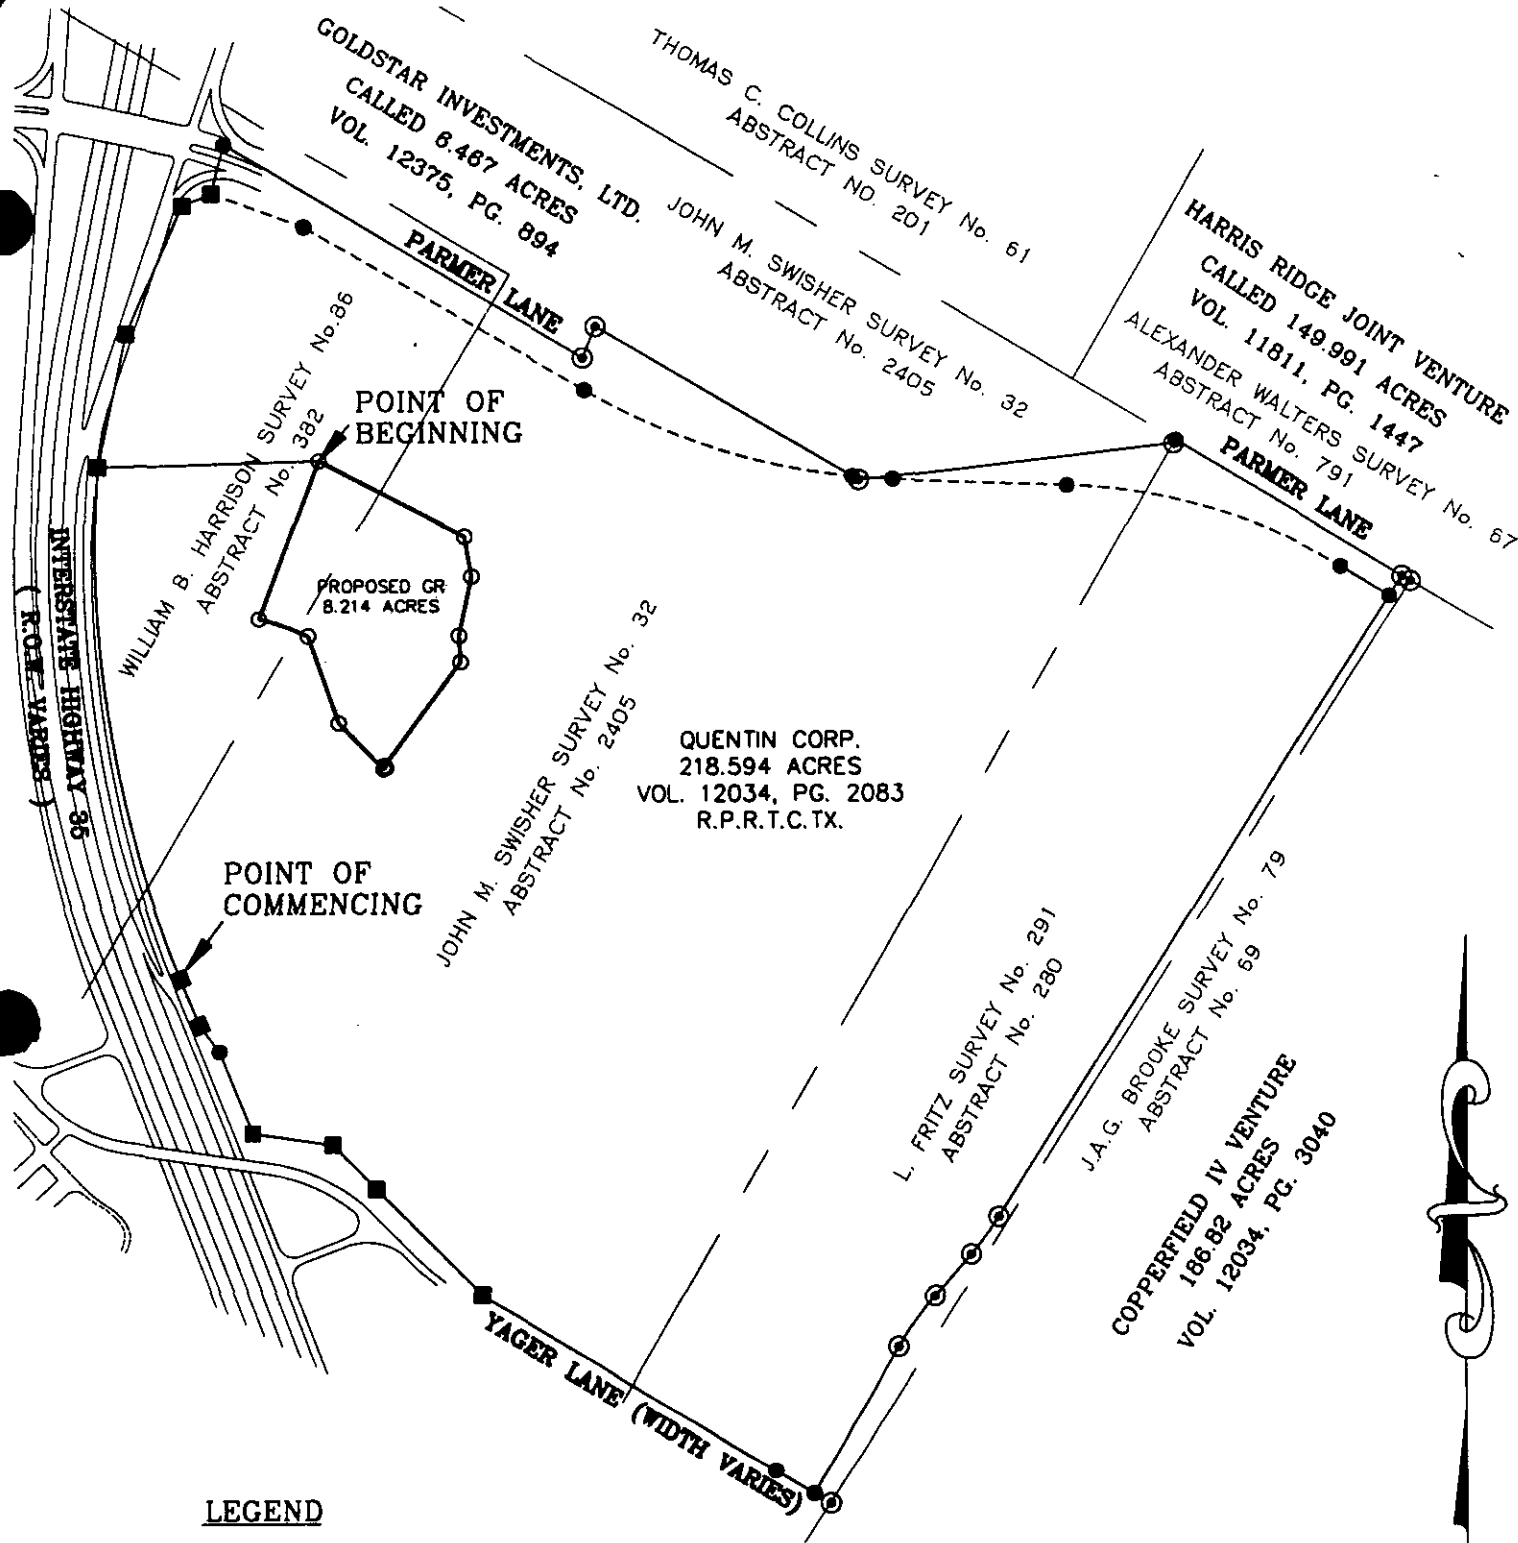 GOLDSTAR INVESTMENTS, LTD.
CALLED 6.467 ACRES
VOL. 12375, PG. 894
THOMAS C. COLLINS SURVEY No. 61
ABSTRACT NO. 201
JOHN M. SWISHER SURVEY No. 32
ABSTRACT No. 2405
HARRIS RIDGE JOINT VENTURE
CALLED 149.991 ACRES
VOL. 11811, PG. 1447
ALEXANDER WALTERS SURVEY No. 67
ABSTRACT No. 791
PARMER LANE
PARMER LANE
WILLIAM B. HARRISON SURVEY No.86
ABSTRACT No. 382
POINT OF
BEGINNING
PROPOSED GR
8.214 ACRES
INTERSTATE HIGHWAY 35
( R.O.W. VARIES )
JOHN M. SWISHER SURVEY No. 32
ABSTRACT No. 2405
QUENTIN CORP.
218.594 ACRES
VOL. 12034, PG. 2083
R.P.R.T.C.TX.
POINT OF
COMMENCING
L. FRITZ SURVEY No. 291
ABSTRACT No. 280
J.A.G. BROOKE SURVEY No. 79
ABSTRACT No. 59
COPPERFIELD IV VENTURE
186.82 ACRES
VOL. 12034, PG. 3040
YAGER LANE (WIDTH VARIES)
LEGEND